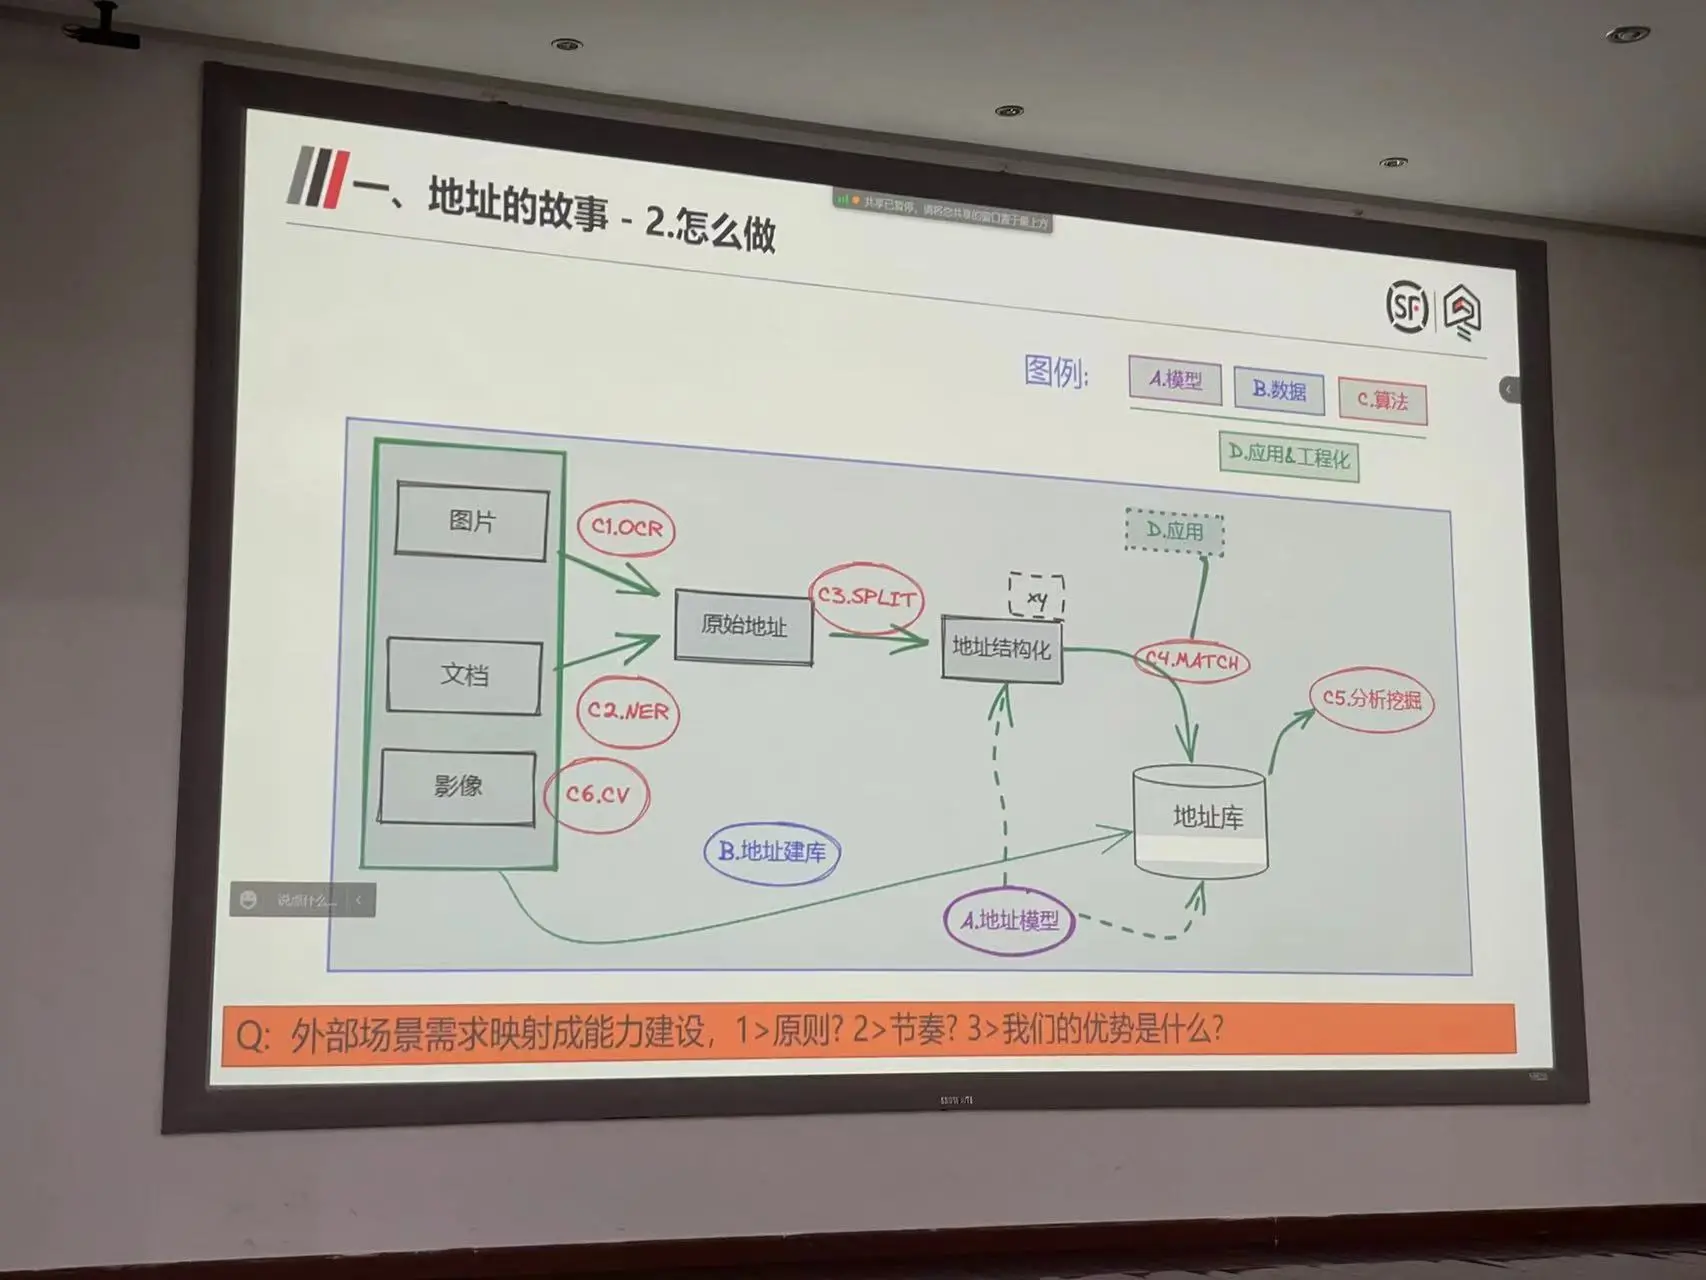 一、地址的故事 - 2.怎么做
共享已暂停，请将您共享的窗口置于最上方
SF
图例:
A.模型
B.数据
C.算法
D.应用&工程化
图片
C1.OCR
D.应用
xy
原始地址
C3.SPLIT
地址结构化
C4.MATCH
文档
C2.NER
C5.分析挖掘
影像
C6.CV
地址库
B.地址建库
A.地址模型
说点什么...
Q: 外部场景需求映射成能力建设，1>原则? 2>节奏? 3>我们的优势是什么?